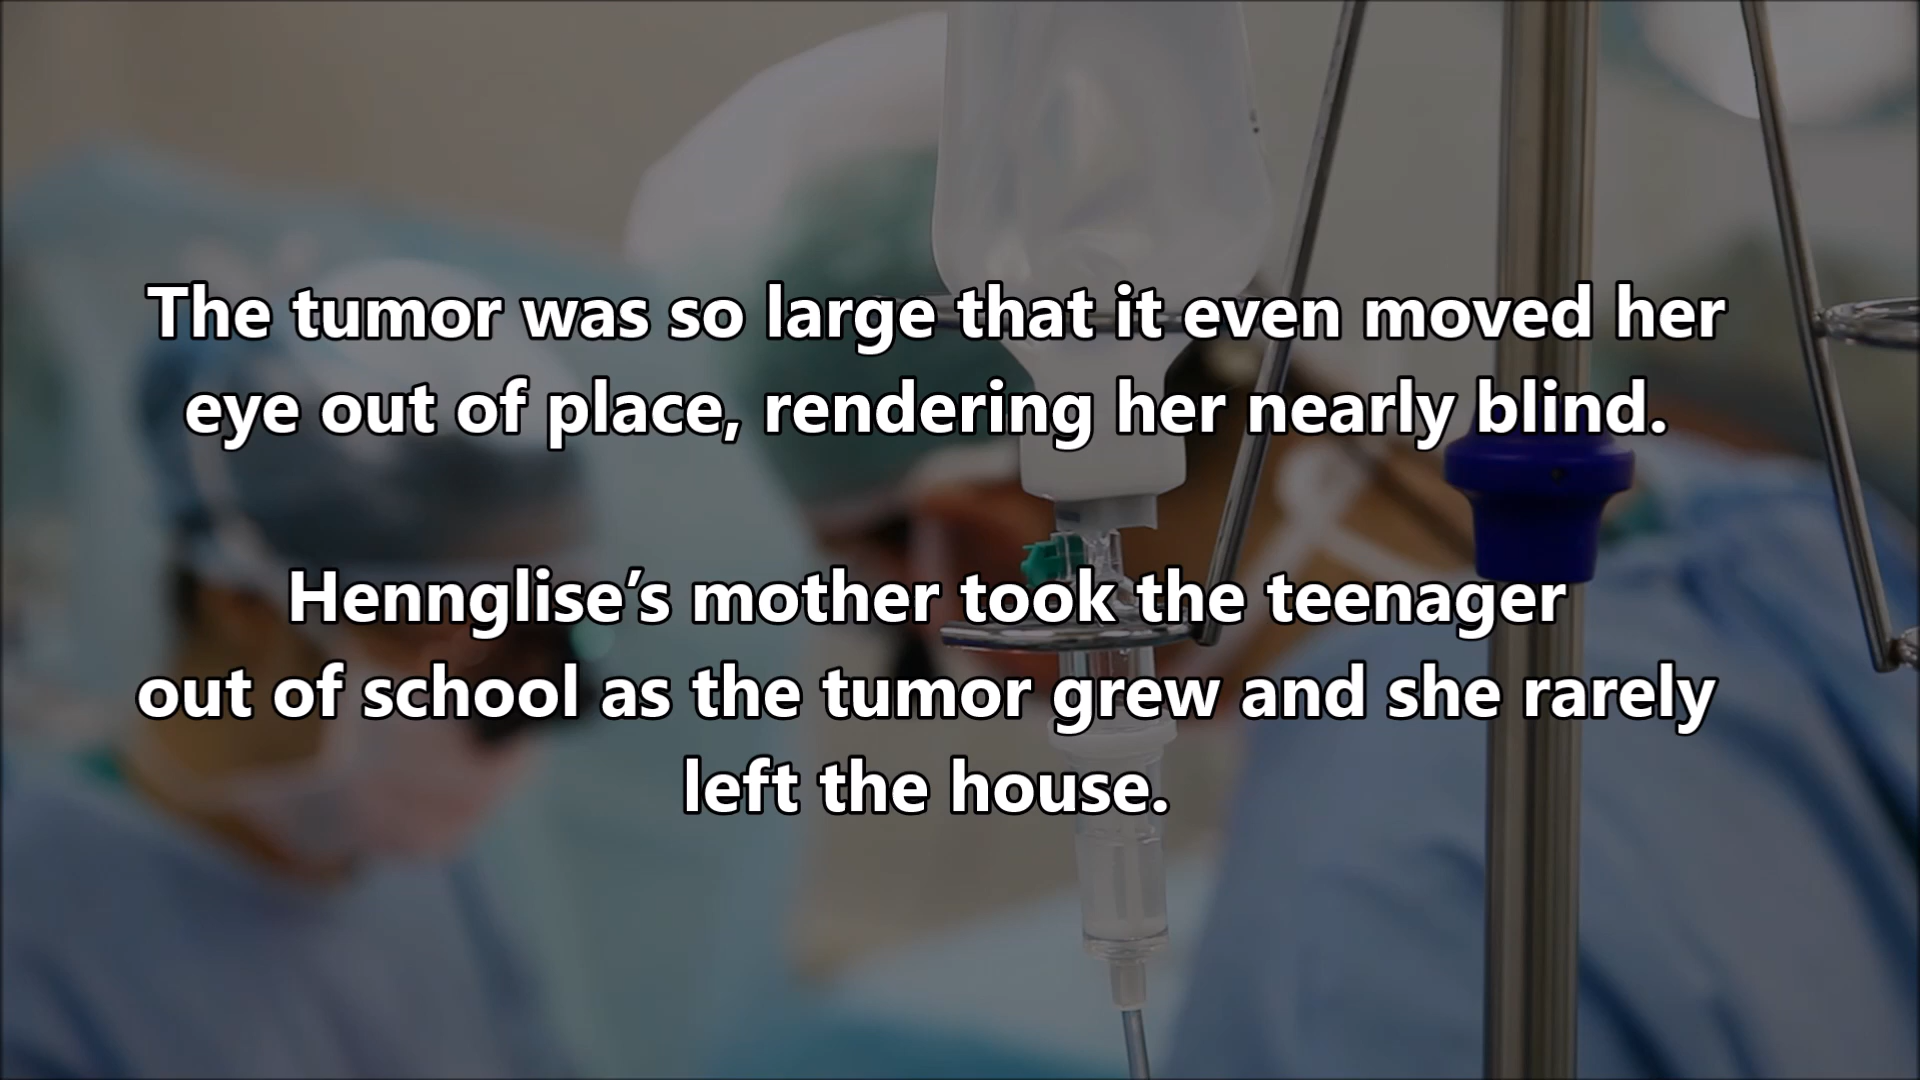 The tumor was so large that it even moved her
eye out of place, rendering her nearly blind.
Hennglise’s mother took the teenager
out of school as the tumor grew and she rarely
left the house.